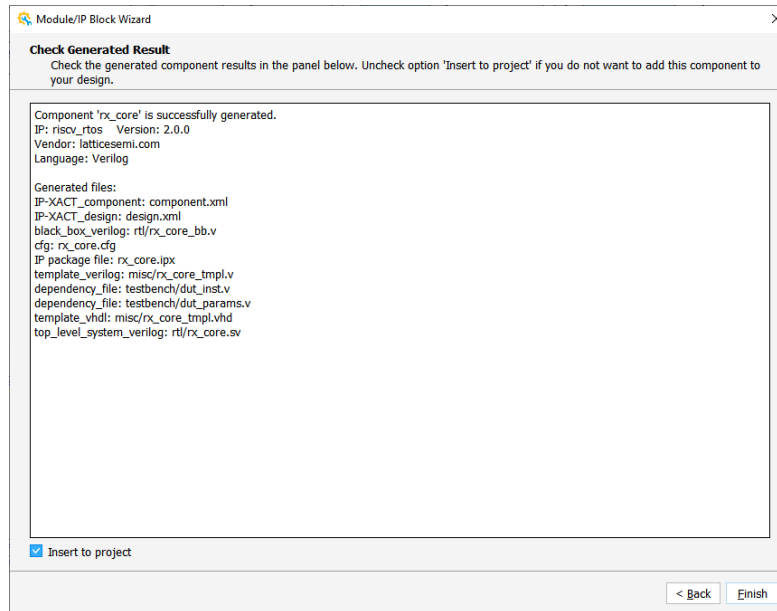 Module/IP Block Wizard
Check Generated Result
Check the generated component results in the panel below. Uncheck option 'Insert to project' if you do not want to add this component to
your design.
Component 'rx_core' is successfully generated.
IP: riscv_rtos Version: 2.0.0
Vendor: latticesemi.com
Language: Verilog
Generated files:
IP-XACT_component: component.xml
IP-XACT_design: design.xml
black_box_verilog: rtl/rx_core_bb.v
cfg: rx_core.cfg
IP package file: rx_core.ipx
template_verilog: misc/rx_core_tmpl.v
dependency_file: testbench/dut_inst.v
dependency_file: testbench/dut_params.v
template_vhdl: misc/rx_core_tmpl.vhd
top_level_system_verilog: rtl/rx_core.sv
Insert to project
< Back Finish